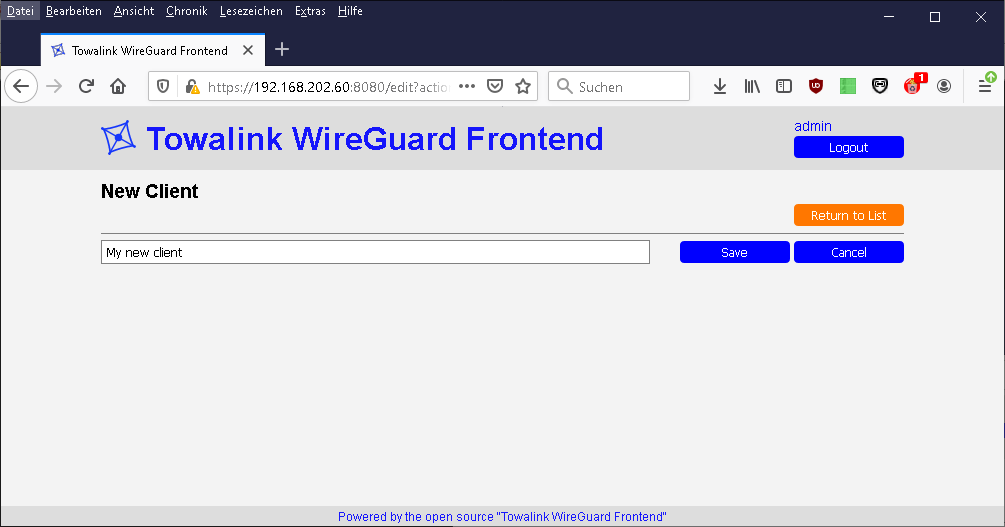 Datei Bearbeiten Ansicht Chronik Lesezeichen Extras Hilfe
Towalink WireGuard Frontend
https://192.168.202.60:8080/edit?actio
Suchen
1
Towalink WireGuard Frontend
admin
Logout
New Client
Return to List
My new client Save Cancel
Powered by the open source "Towalink WireGuard Frontend"